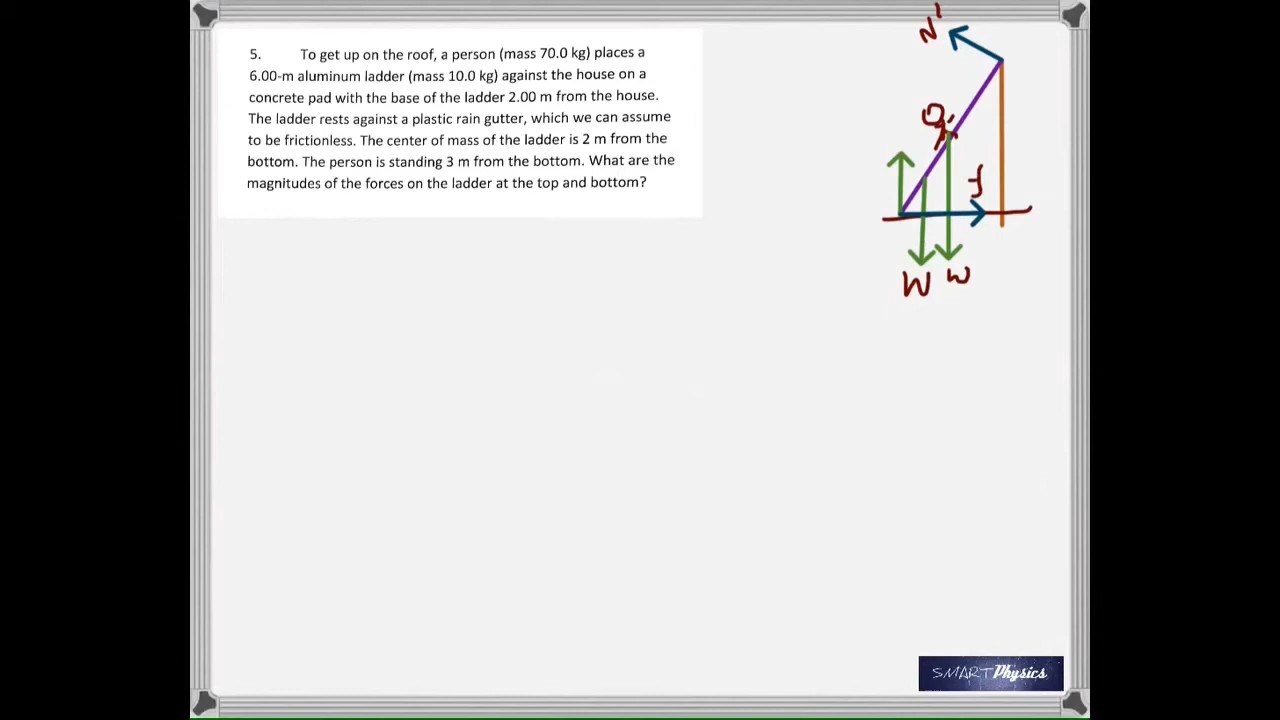 5. To get up on the roof, a person (mass 70.0 kg) places a
6.00-m aluminum ladder (mass 10.0 kg) against the house on a
concrete pad with the base of the ladder 2.00 m from the house.
The ladder rests against a plastic rain gutter, which we can assume
to be frictionless. The center of mass of the ladder is 2 m from the
bottom. The person is standing 3 m from the bottom. What are the
magnitudes of the forces on the ladder at the top and bottom?
N'
f
W w
SMARTPhysics